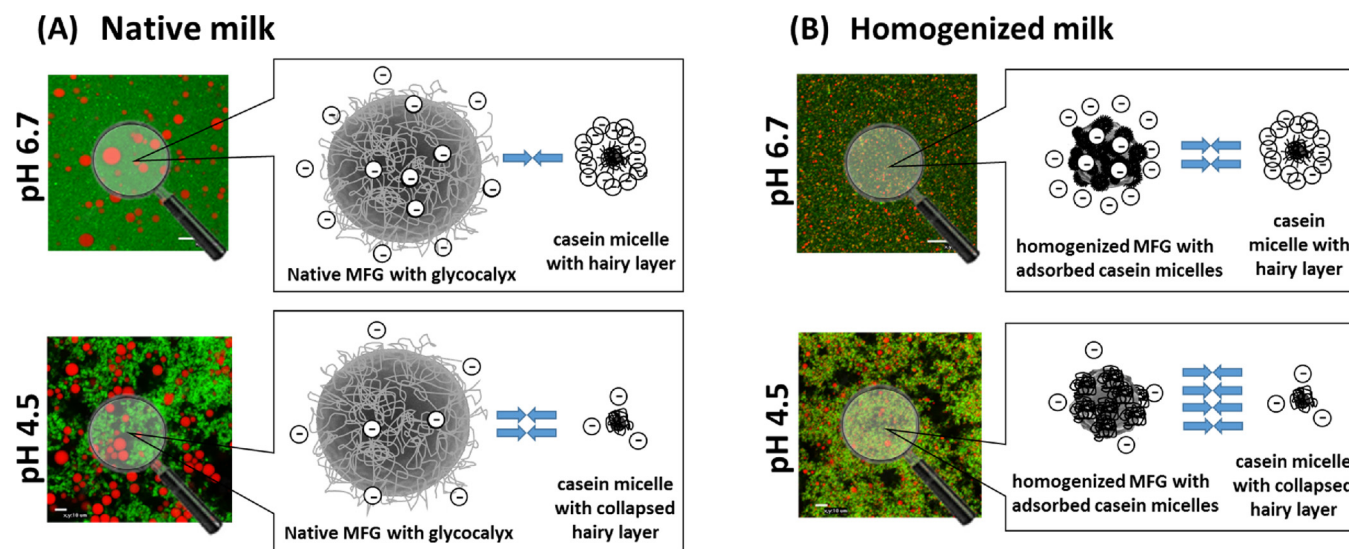 (A) Native milk
pH 6.7
Native MFG with glycocalyx
casein micelle
with hairy layer
pH 4.5
Native MFG with glycocalyx
casein micelle
with collapsed
hairy layer
(B) Homogenized milk
pH 6.7
homogenized MFG with
adsorbed casein micelles
casein
micelle with
hairy layer
pH 4.5
homogenized MFG with
adsorbed casein micelles
casein micelle
with collapsed
hairy layer